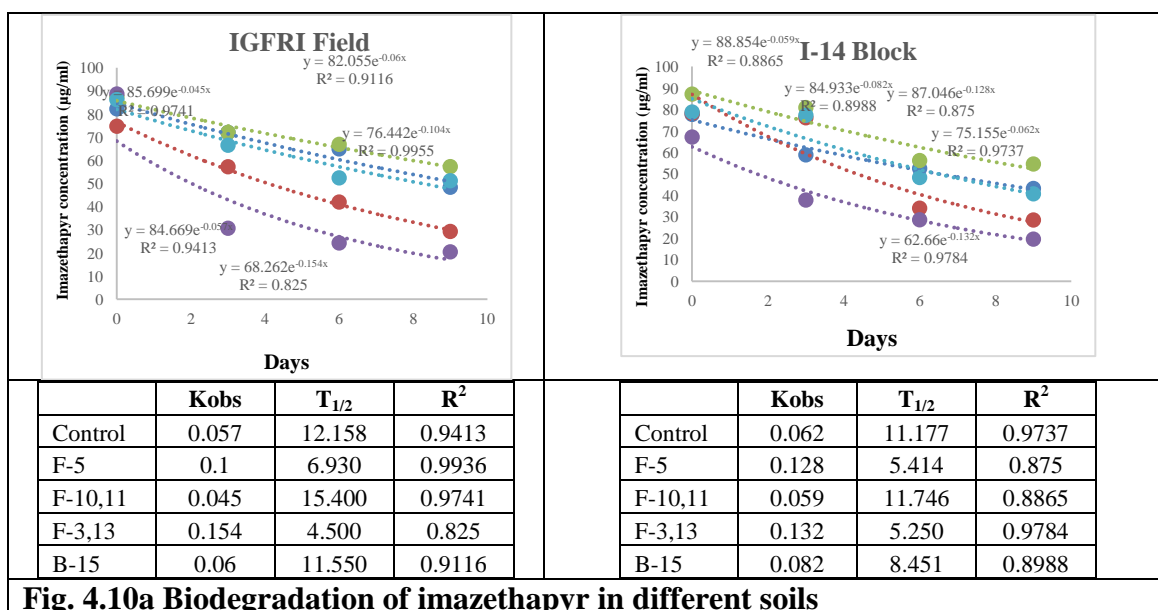 IGFRI Field
y = 82.055e-0.06x
R² = 0.9116
y = 85.699e-0.045x
R² = 0.9741
y = 76.442e-0.104x
R² = 0.9955
y = 84.669e-0.057x
R² = 0.9413
y = 68.262e-0.154x
R² = 0.825
Imazethapyr concentration (µg/ml)
100
90
80
70
60
50
40
30
20
10
0
0 2 4 6 8 10
Days
I-14 Block
y = 88.854e-0.059x
R² = 0.8865
y = 84.933e-0.082x
R² = 0.8988
y = 87.046e-0.128x
R² = 0.875
y = 75.155e-0.062x
R² = 0.9737
y = 62.66e-0.132x
R² = 0.9784
Imazethapyr concentration (µg/ml)
100
90
80
70
60
50
40
30
20
10
0
0 2 4 6 8 10
Days
Kobs T1/2 R²
Control 0.057 12.158 0.9413
F-5 0.1 6.930 0.9936
F-10,11 0.045 15.400 0.9741
F-3,13 0.154 4.500 0.825
B-15 0.06 11.550 0.9116
Kobs T1/2 R²
Control 0.062 11.177 0.9737
F-5 0.128 5.414 0.875
F-10,11 0.059 11.746 0.8865
F-3,13 0.132 5.250 0.9784
B-15 0.082 8.451 0.8988
Fig. 4.10a Biodegradation of imazethapyr in different soils